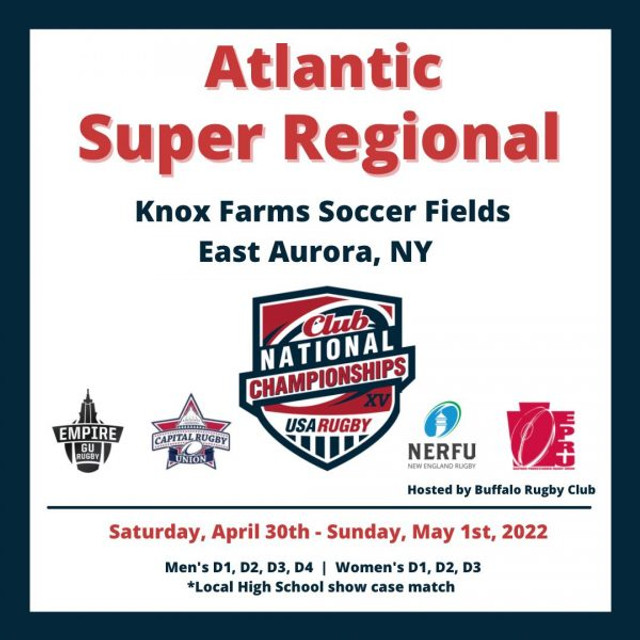 Atlantic
Super Regional
Knox Farms Soccer Fields
East Aurora, NY
Club
NATIONAL
CHAMPIONSHIPS
XV
USA RUGBY
EMPIRE
GU
RUGBY
CAPITAL RUGBY
UNION
NERFU
NEW ENGLAND RUGBY
EPRU
Hosted by Buffalo Rugby Club
Saturday, April 30th - Sunday, May 1st, 2022
Men's D1, D2, D3, D4 | Women's D1, D2, D3
*Local High School show case match